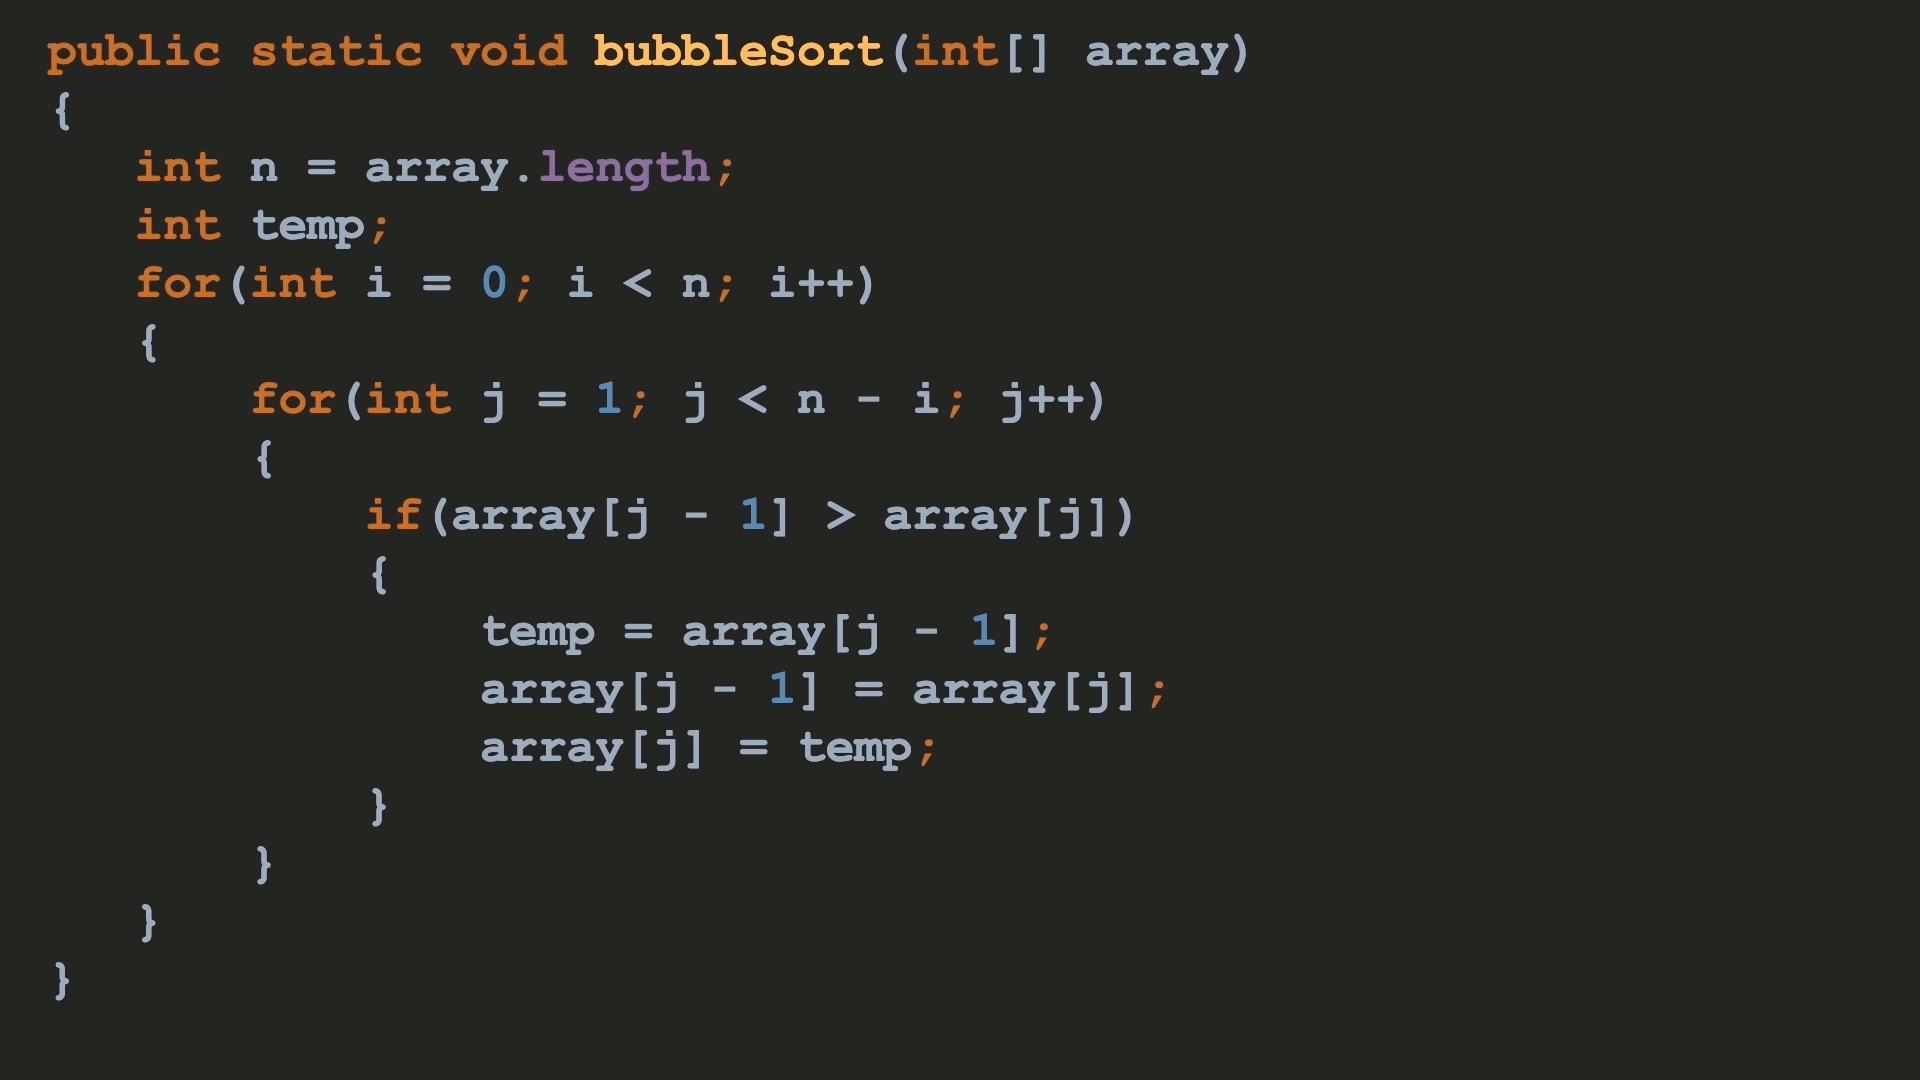 public static void bubbleSort(int[] array)
{
   int n = array.length;
   int temp;
   for(int i = 0; i < n; i++)
   {
       for(int j = 1; j < n - i; j++)
       {
           if(array[j - 1] > array[j])
           {
               temp = array[j - 1];
               array[j - 1] = array[j];
               array[j] = temp;
           }
       }
   }
}